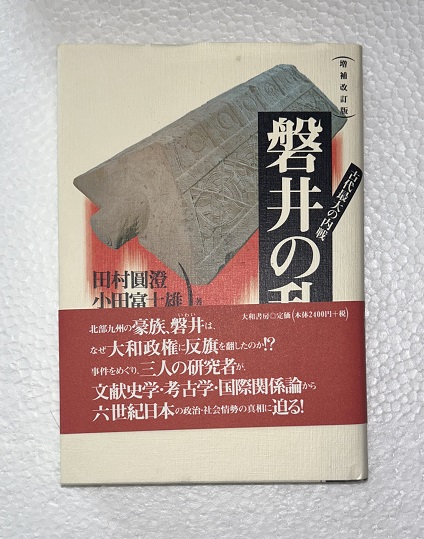 (増補改訂版)
古代最大の内戦
磐井の乱
田村圓澄
小田富士雄
著
大和書房◎定価(本体2400円+税)
北部九州の豪族、磐井は、
いわい
なぜ大和政権に反旗を翻したのか!?
事件をめぐり、三人の研究者が、
文献史学・考古学・国際関係論から
六世紀日本の政治・社会情勢の真相に迫る!